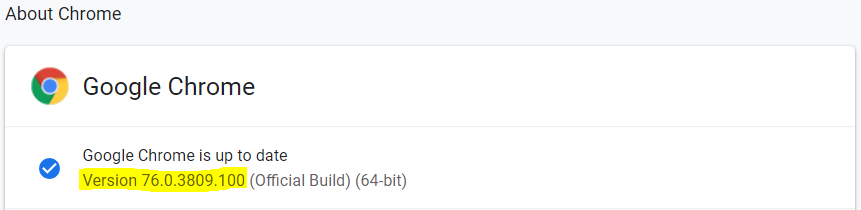 About Chrome
Google Chrome
Google Chrome is up to date
Version 76.0.3809.100 (Official Build) (64-bit)